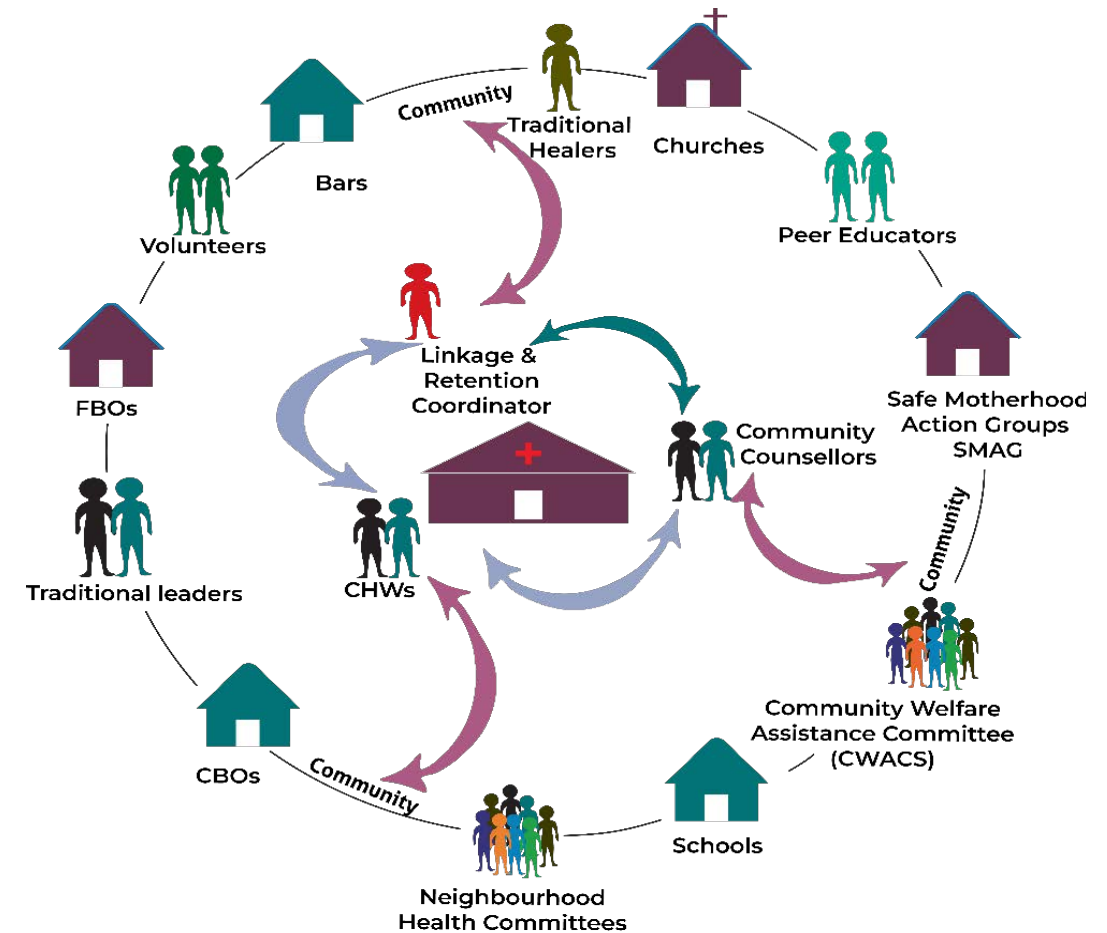 Community
Traditional
Healers
Churches
Bars
Peer Educators
Volunteers
Linkage &
Retention
Coordinator
FBOs
Safe Motherhood
Action Groups
SMAG
Community
Counsellors
Community
CHWs
Traditional leaders
Community Welfare
Assistance Committee
(CWACS)
CBOs
Community
Schools
Neighbourhood
Health Committees